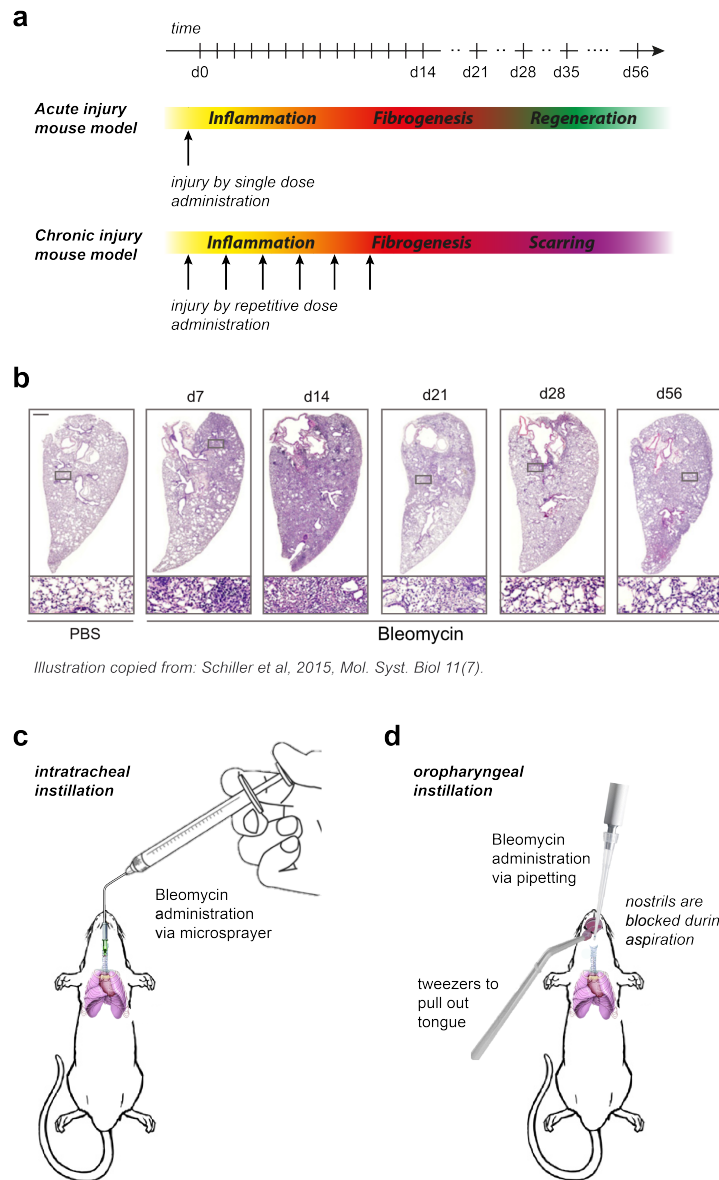 a
time
d0 d14 d21 d28 d35 d56
Acute injury
mouse model
Inflammation Fibrogenesis Regeneration
injury by single dose
administration
Chronic injury
mouse model
Inflammation Fibrogenesis Scarring
injury by repetitive dose
administration
b
d7 d14 d21 d28 d56
PBS
Bleomycin
Illustration copied from: Schiller et al, 2015, Mol. Syst. Biol 11(7).
c
intratracheal
instillation
Bleomycin
administration
via microsprayer
d
oropharyngeal
instillation
Bleomycin
administration
via pipetting
nostrils are
blocked durin
aspiration
tweezers to
pull out
tongue